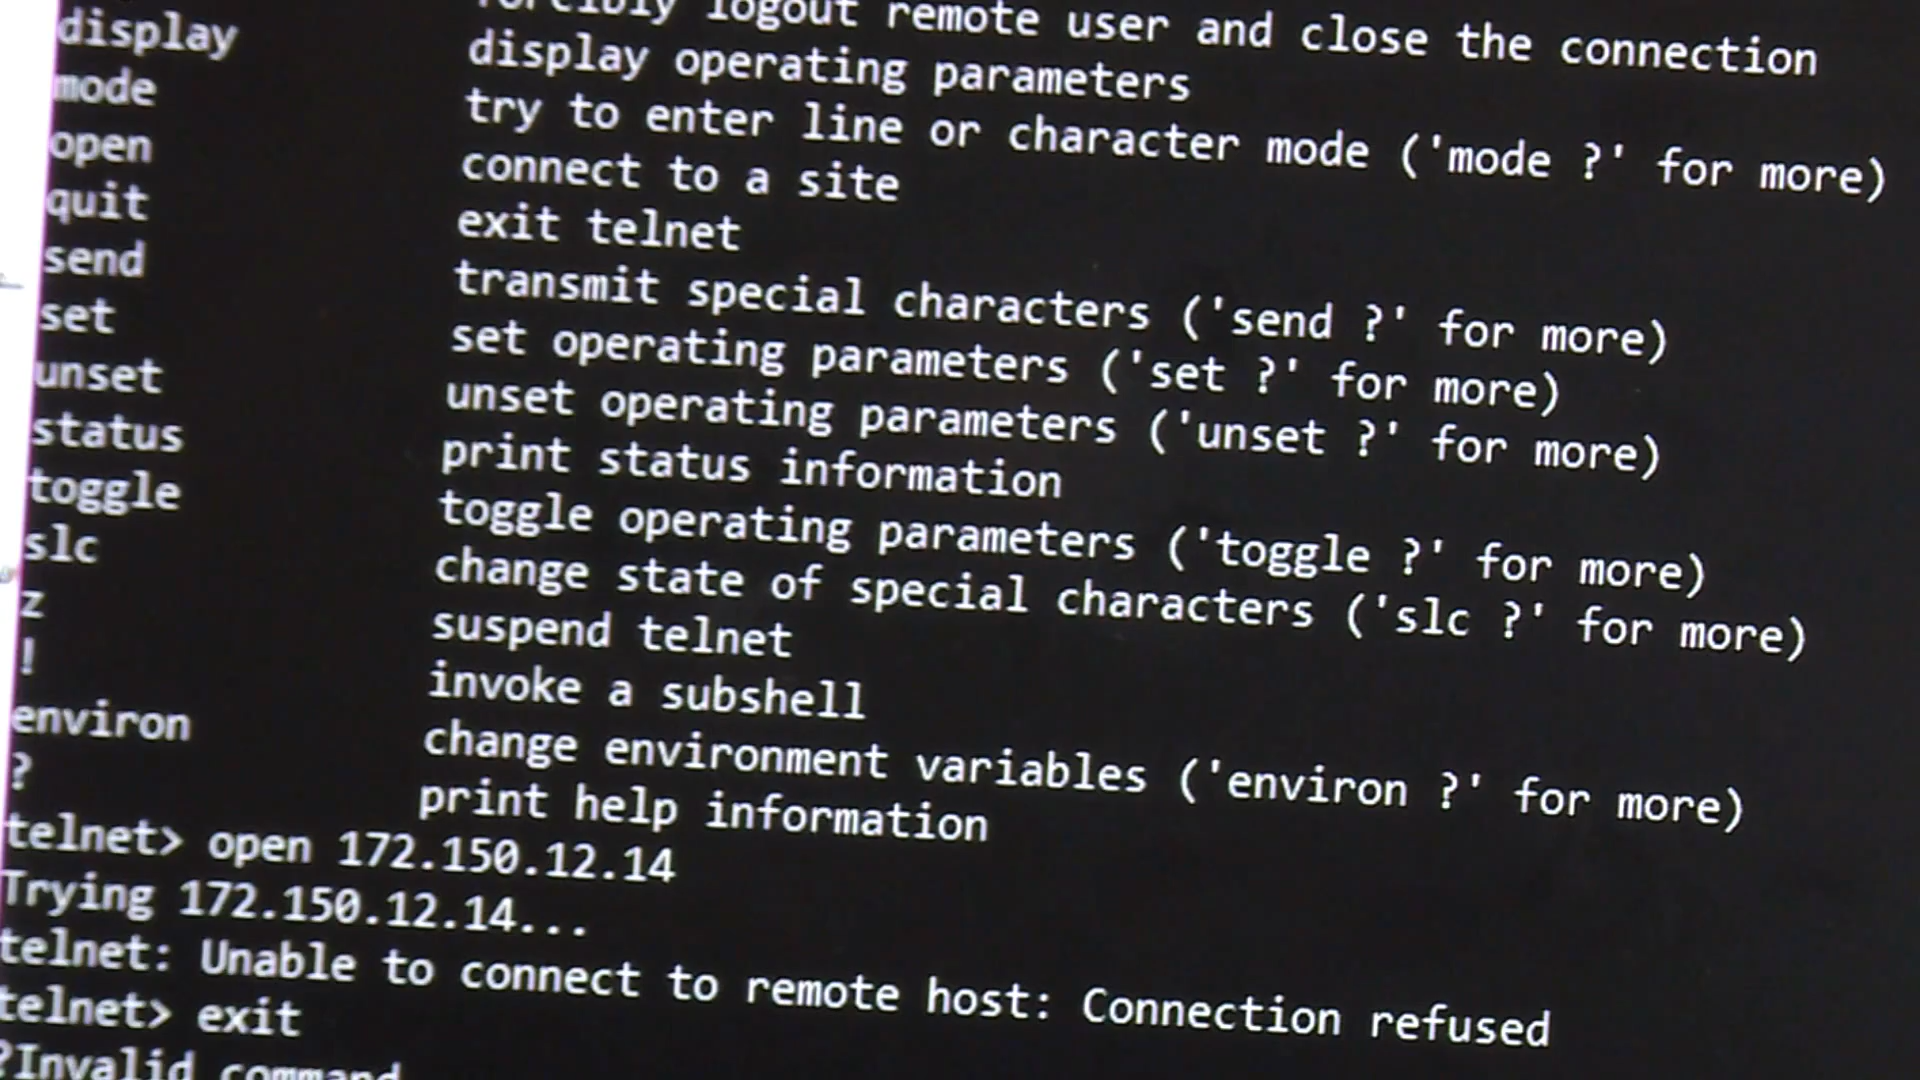 forcibly logout remote user and close the connection
display display operating parameters
mode try to enter line or character mode ('mode ?' for more)
open connect to a site
quit exit telnet
send transmit special characters ('send ?' for more)
set set operating parameters ('set ?' for more)
unset unset operating parameters ('unset ?' for more)
status print status information
toggle toggle operating parameters ('toggle ?' for more)
slc change state of special characters ('slc ?' for more)
z suspend telnet
! invoke a subshell
environ change environment variables ('environ ?' for more)
? print help information
telnet> open 172.150.12.14
Trying 172.150.12.14...
telnet: Unable to connect to remote host: Connection refused
telnet> exit
?Invalid command